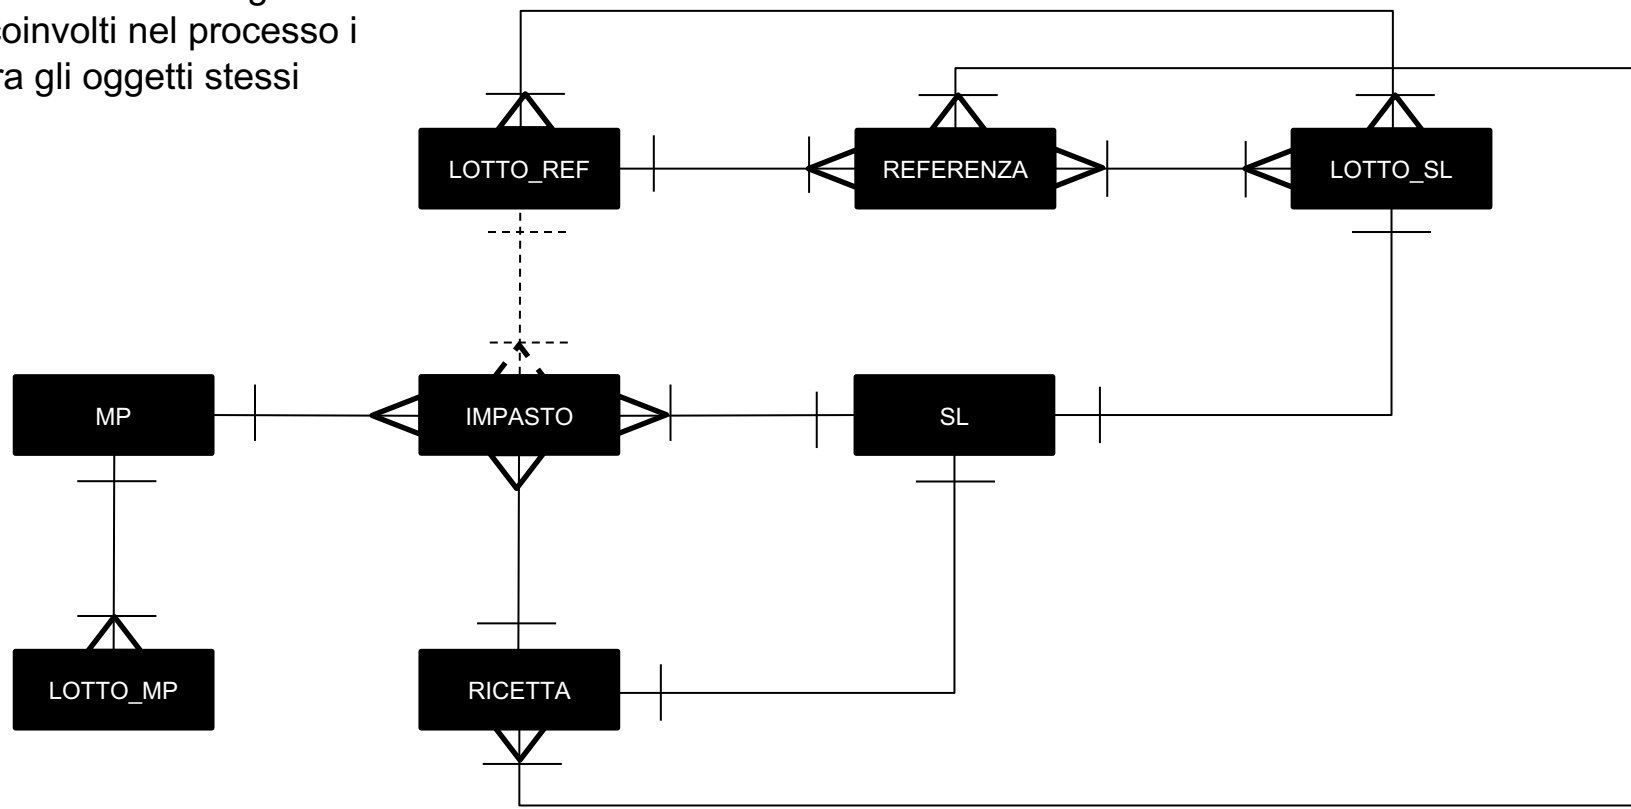 coinvolti nel processo i
ra gli oggetti stessi
LOTTO_REF
REFERENZA
LOTTO_SL
MP
IMPASTO
SL
LOTTO_MP
RICETTA